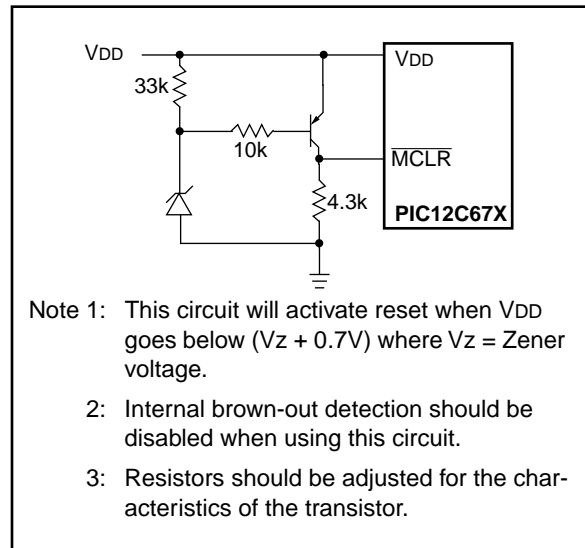 VDD
VDD
33k
10k
MCLR
4.3k
PIC12C67X
Note 1: This circuit will activate reset when VDD
goes below (Vz + 0.7V) where Vz = Zener
voltage.
2: Internal brown-out detection should be
disabled when using this circuit.
3: Resistors should be adjusted for the char-
acteristics of the transistor.